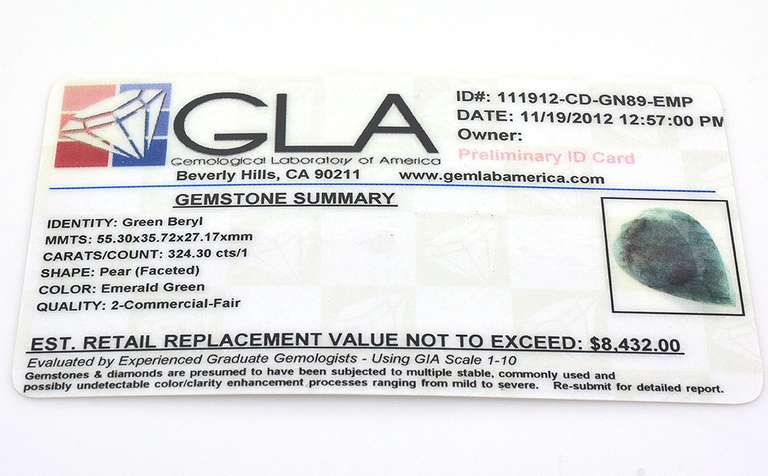 GLA
Gemological Laboratory of America
Beverly Hills, CA 90211 www.gemlabamerica.com
ID#: 111912-CD-GN89-EMP
DATE: 11/19/2012 12:57:00 PM
Owner:
Preliminary ID Card
GEMSTONE SUMMARY
IDENTITY: Green Beryl
MMTS: 55.30x35.72x27.17xmm
CARATS/COUNT: 324.30 cts/1
SHAPE: Pear (Faceted)
COLOR: Emerald Green
QUALITY: 2-Commercial-Fair
EST. RETAIL REPLACEMENT VALUE NOT TO EXCEED: $8,432.00
Evaluated by Experienced Graduate Gemologists - Using GIA Scale 1-10
Gemstones & diamonds are presumed to have been subjected to multiple stable, commonly used and
possibly undetectable color/clarity enhancement processes ranging from mild to severe. Re-submit for detailed report.